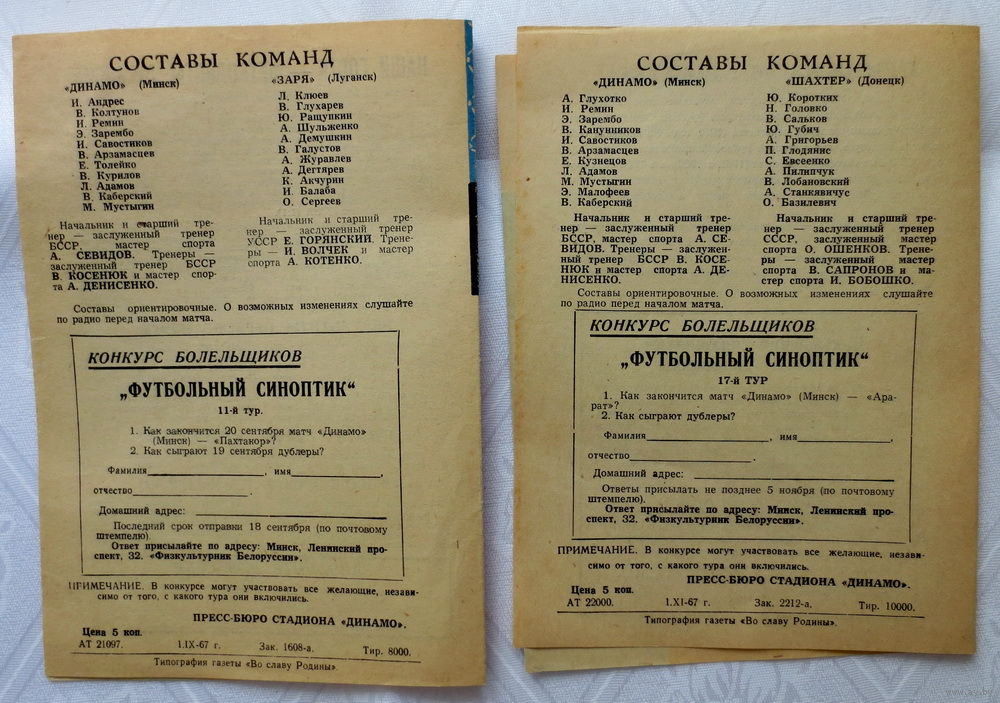 СОСТАВЫ КОМАНД
«ДИНАМО» (Минск)
И. Андрес
В. Колтунов
И. Ремин
Э. Зарембо
И. Савостиков
В. Арзамасцев
Е. Толейко
В. Курилов
Л. Адамов
В. Каберский
М. Мустыгин
«ЗАРЯ» (Луганск)
Л. Клюев
В. Глухарев
Ю. Ращупкин
А. Шульженко
А. Демушкин
В. Галустов
А. Журавлев
А. Дегтярев
К. Акчурин
И. Балаба
О. Сергеев
Начальник и старший тре-
нер — заслуженный тренер
БССР, мастер спорта
А. СЕВИДОВ. Тренеры —
заслуженный тренер БССР
В. КОСЕНЮК и мастер спор-
та А. ДЕНИСЕНКО.
Начальник и старший тре-
нер — заслуженный тренер
УССР Е. ГОРЯНСКИЙ. Трене-
ры — И. ВОЛЧЕК и мастер
спорта А. КОТЕНКО.
Составы ориентировочные. О возможных изменениях слушайте
по радио перед началом матча.
КОНКУРС БОЛЕЛЬЩИКОВ
„ФУТБОЛЬНЫЙ СИНОПТИК“
11-й тур.
1. Как закончится 20 сентября матч «Динамо»
(Минск) — «Пахтакор»?
2. Как сыграют 19 сентября дублеры?
Фамилия, имя
отчество.
Домашний адрес:
Последний срок отправки 18 сентября (по почтовому
штемпелю).
Ответ присылайте по адресу: Минск, Ленинский про-
спект, 32. «Физкультурник Белоруссии».
ПРИМЕЧАНИЕ. В конкурсе могут участвовать все желающие, незави-
симо от того, с какого тура они включились.
ПРЕСС-БЮРО СТАДИОНА «ДИНАМО».
Цена 5 коп.
АТ 21097. 1.IX-67 г. Зак. 1608-а. Тир. 8000.
Типография газеты «Во славу Родины».
СОСТАВЫ КОМАНД
«ДИНАМО» (Минск)
А. Глухотко
И. Ремин
Э. Зарембо
В. Канунников
И. Савостиков
В. Арзамасцев
Е. Кузнецов
Л. Адамов
М. Мустыгин
Э. Малофеев
В. Каберский
«ШАХТЕР» (Донецк)
Ю. Коротких
Н. Головко
В. Сальков
Ю. Губич
А. Григорьев
П. Глодянис
С. Евсеенко
А. Пилипчук
В. Лобановский
А. Станкявичус
О. Базилевич
Начальник и старший тре-
нер — заслуженный тренер
БССР, мастер спорта А. СЕ-
ВИДОВ. Тренеры — заслужен-
ный тренер БССР В. КОСЕ-
НЮК и мастер спорта А. ДЕ-
НИСЕНКО.
Начальник и старший тре-
нер — заслуженный тренер
СССР, заслуженный мастер
спорта О. ОШЕНКОВ. Трене-
ры — заслуженный мастер
спорта В. САПРОНОВ и ма-
стер спорта И. БОБОШКО.
Составы ориентировочные. О возможных изменениях слушайте
по радио перед началом матча.
КОНКУРС БОЛЕЛЬЩИКОВ
„ФУТБОЛЬНЫЙ СИНОПТИК“
17-й ТУР
1. Как закончится матч «Динамо» (Минск) — «Ара-
рат»?
2. Как сыграют дублеры?
Фамилия, имя,
отчество.
Домашний адрес:
Ответы присылать не позднее 5 ноября (по почтовому
штемпелю).
Ответ присылайте по адресу: Минск, Ленинский про-
спект, 32. «Физкультурник Белоруссии».
ПРИМЕЧАНИЕ. В конкурсе могут участвовать все желающие, незави-
симо от того, с какого тура они включились.
ПРЕСС-БЮРО СТАДИОНА «ДИНАМО».
Цена 5 коп.
АТ 22000. 1.XI-67 г. Зак. 2212-а. Тир. 10000.
Типография газеты «Во славу Родины».
www.ay.by